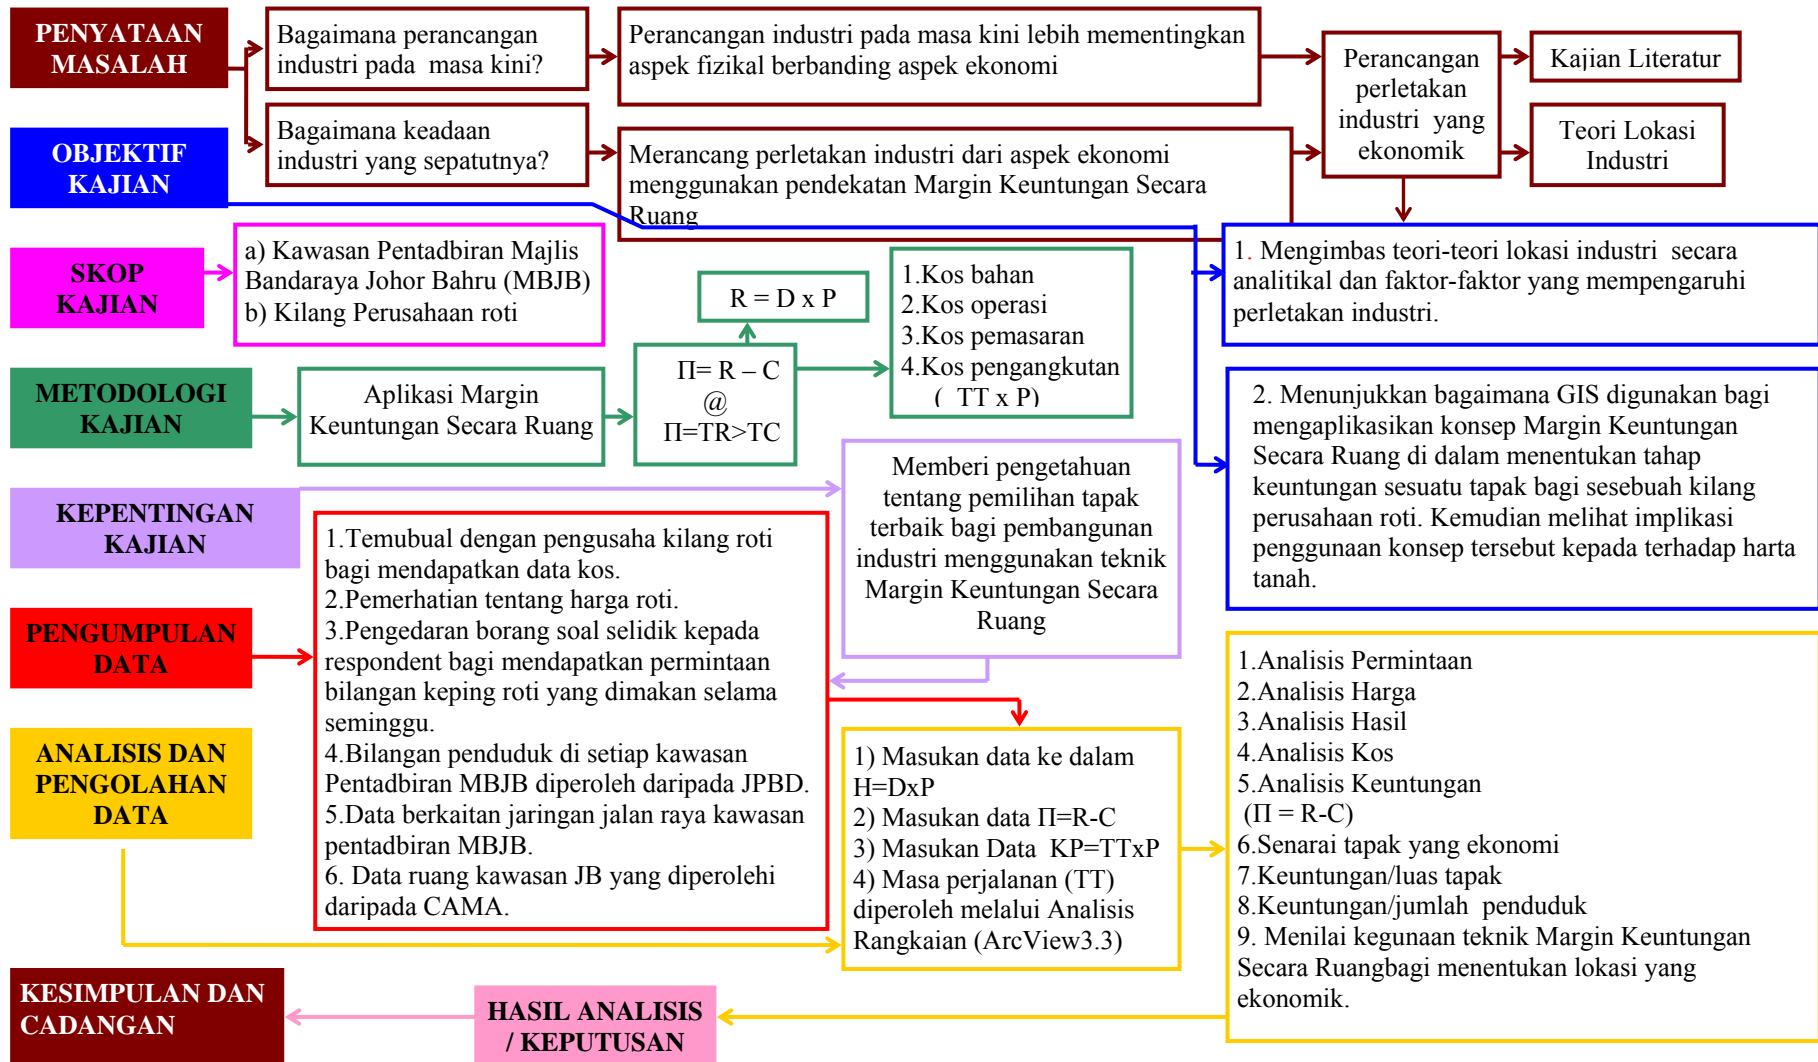 PENYATAAN
MASALAH
Bagaimana perancangan
industri pada masa kini?
Perancangan industri pada masa kini lebih mementingkan
aspek fizikal berbanding aspek ekonomi
Perancangan
perletakan
industri yang
ekonomik
Kajian Literatur
Teori Lokasi
Industri
Bagaimana keadaan
industri yang sepatutnya?
Merancang perletakan industri dari aspek ekonomi
menggunakan pendekatan Margin Keuntungan Secara
Ruang
OBJEKTIF
KAJIAN
1. Mengimbas teori-teori lokasi industri secara
analitikal dan faktor-faktor yang mempengaruhi
perletakan industri.
2. Menunjukkan bagaimana GIS digunakan bagi
mengaplikasikan konsep Margin Keuntungan
Secara Ruang di dalam menentukan tahap
keuntungan sesuatu tapak bagi sesebuah kilang
perusahaan roti. Kemudian melihat implikasi
penggunaan konsep tersebut kepada terhadap harta
tanah.
SKOP
KAJIAN
a) Kawasan Pentadbiran Majlis
Bandaraya Johor Bahru (MBJB)
b) Kilang Perusahaan roti
METODOLOGI
KAJIAN
Aplikasi Margin
Keuntungan Secara Ruang
Π= R – C
@
Π=TR>TC
R = D x P
1.Kos bahan
2.Kos operasi
3.Kos pemasaran
4.Kos pengangkutan
( TT x P)
KEPENTINGAN
KAJIAN
Memberi pengetahuan
tentang pemilihan tapak
terbaik bagi pembangunan
industri menggunakan teknik
Margin Keuntungan Secara
Ruang
PENGUMPULAN
DATA
1.Temubual dengan pengusaha kilang roti
bagi mendapatkan data kos.
2.Pemerhatian tentang harga roti.
3.Pengedaran borang soal selidik kepada
respondent bagi mendapatkan permintaan
bilangan keping roti yang dimakan selama
seminggu.
4.Bilangan penduduk di setiap kawasan
Pentadbiran MBJB diperoleh daripada JPBD.
5.Data berkaitan jaringan jalan raya kawasan
pentadbiran MBJB.
6. Data ruang kawasan JB yang diperolehi
daripada CAMA.
ANALISIS DAN
PENGOLAHAN
DATA
1) Masukan data ke dalam
H=DxP
2) Masukan data Π=R-C
3) Masukan Data KP=TTxP
4) Masa perjalanan (TT)
diperoleh melalui Analisis
Rangkaian (ArcView3.3)
1.Analisis Permintaan
2.Analisis Harga
3.Analisis Hasil
4.Analisis Kos
5.Analisis Keuntungan
(Π = R-C)
6.Senarai tapak yang ekonomi
7.Keuntungan/luas tapak
8.Keuntungan/jumlah penduduk
9. Menilai kegunaan teknik Margin Keuntungan
Secara Ruangbagi menentukan lokasi yang
ekonomik.
HASIL ANALISIS
/ KEPUTUSAN
KESIMPULAN DAN
CADANGAN